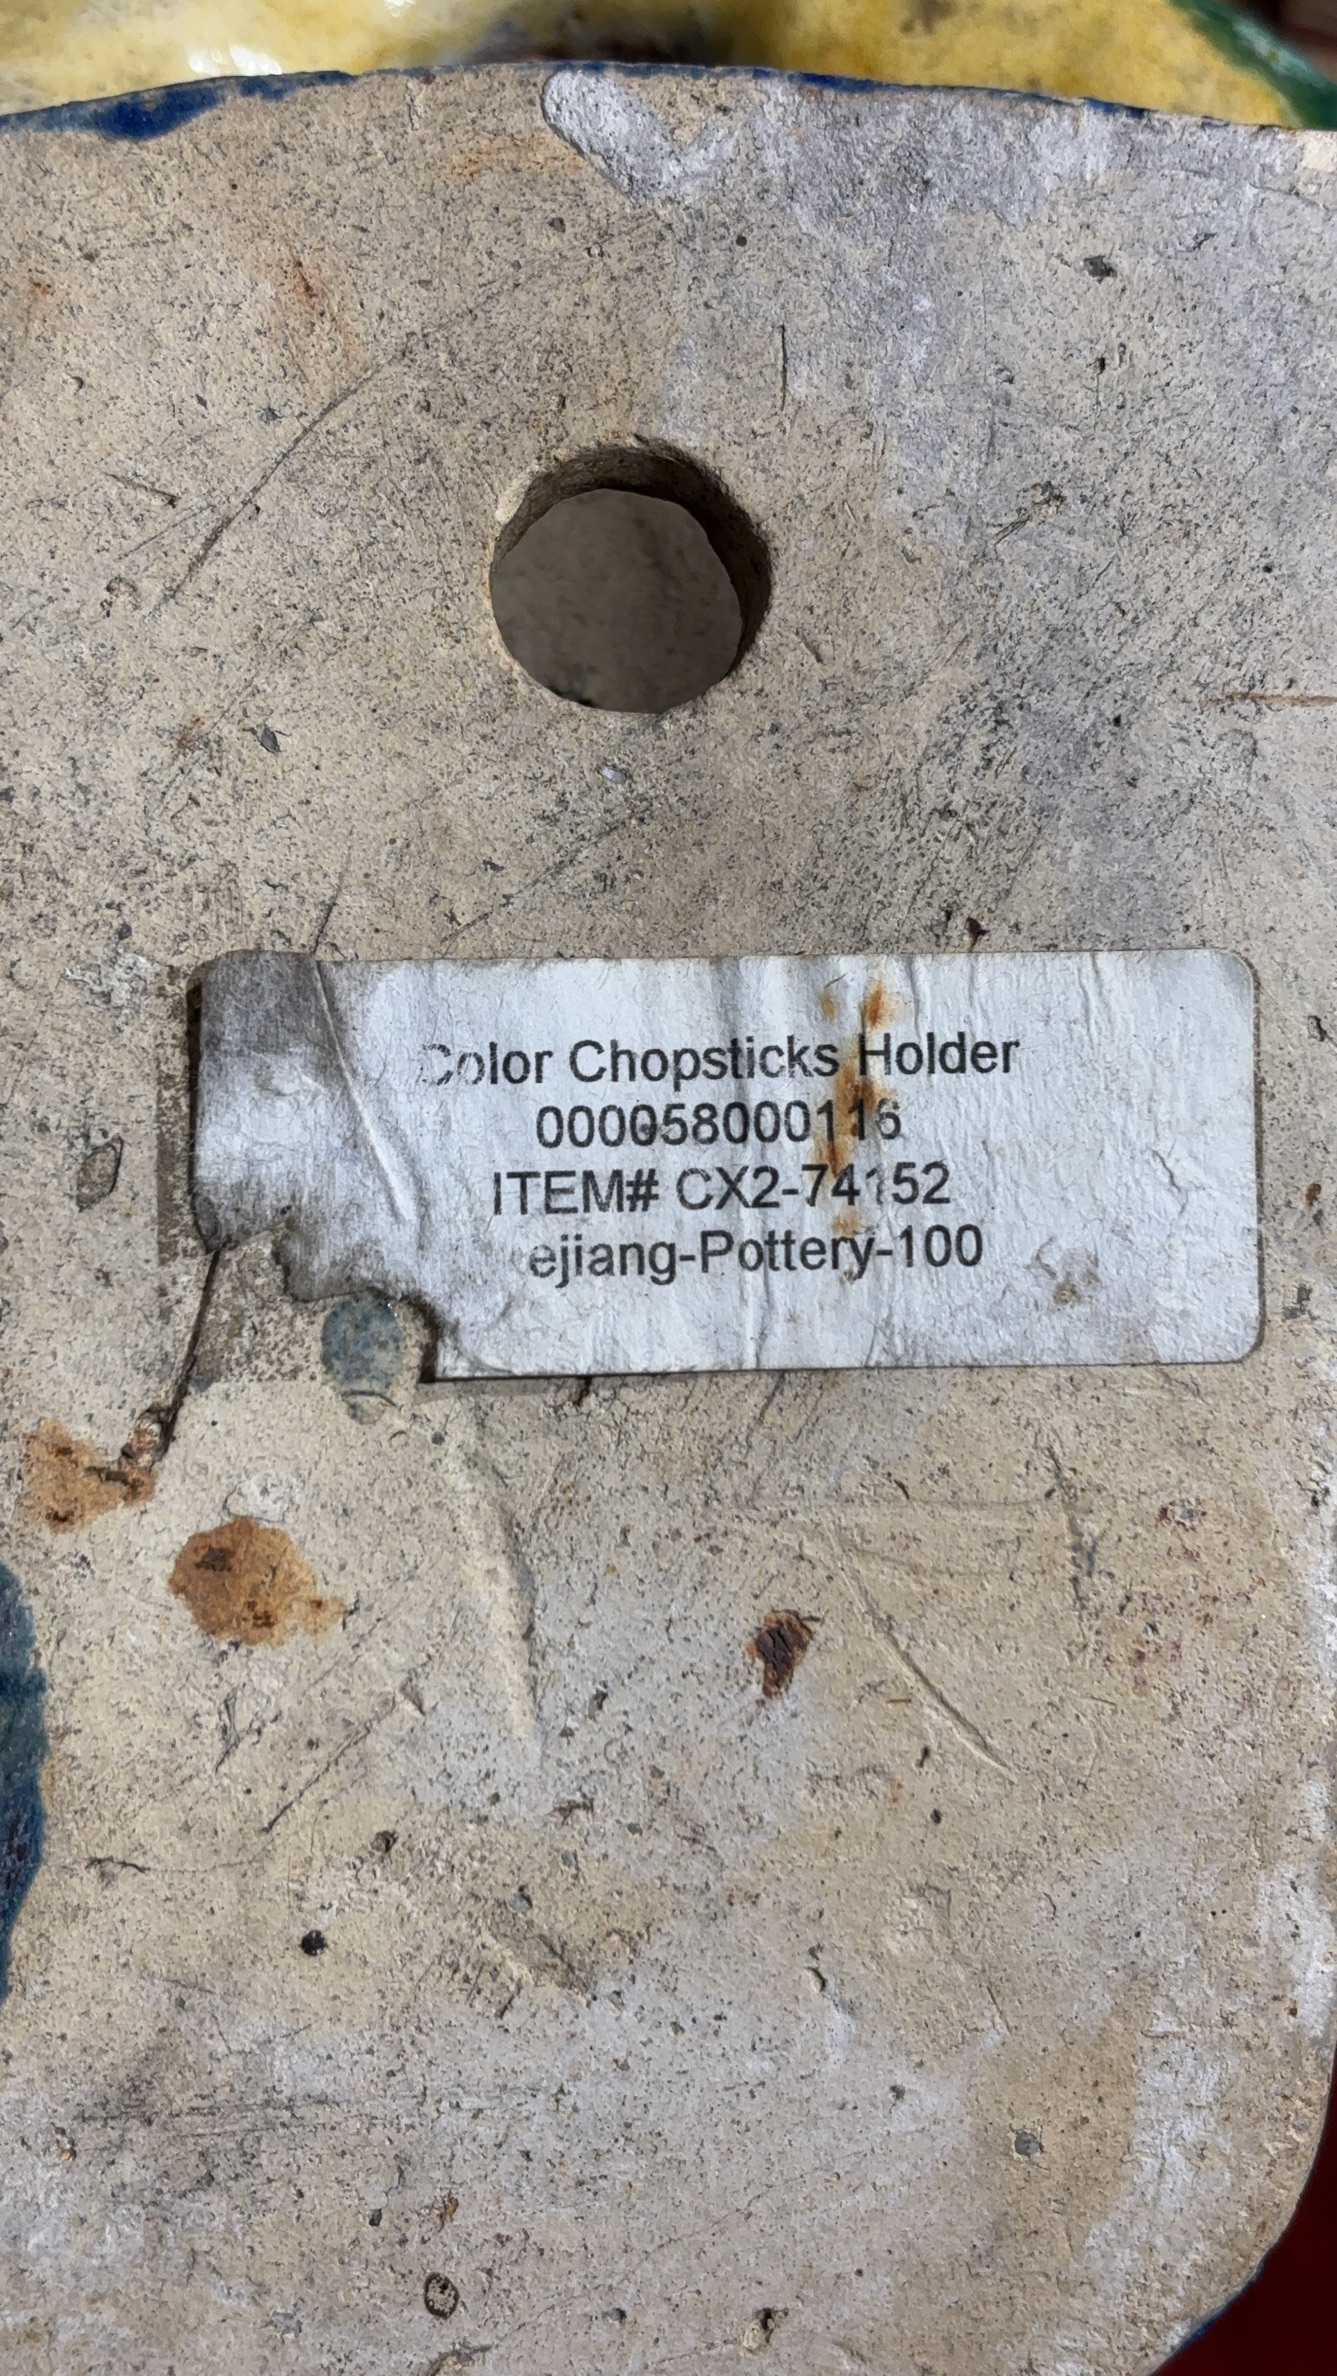 Color Chopsticks Holder
000058000116
ITEM# CX2-74152
ejiang-Pottery-100